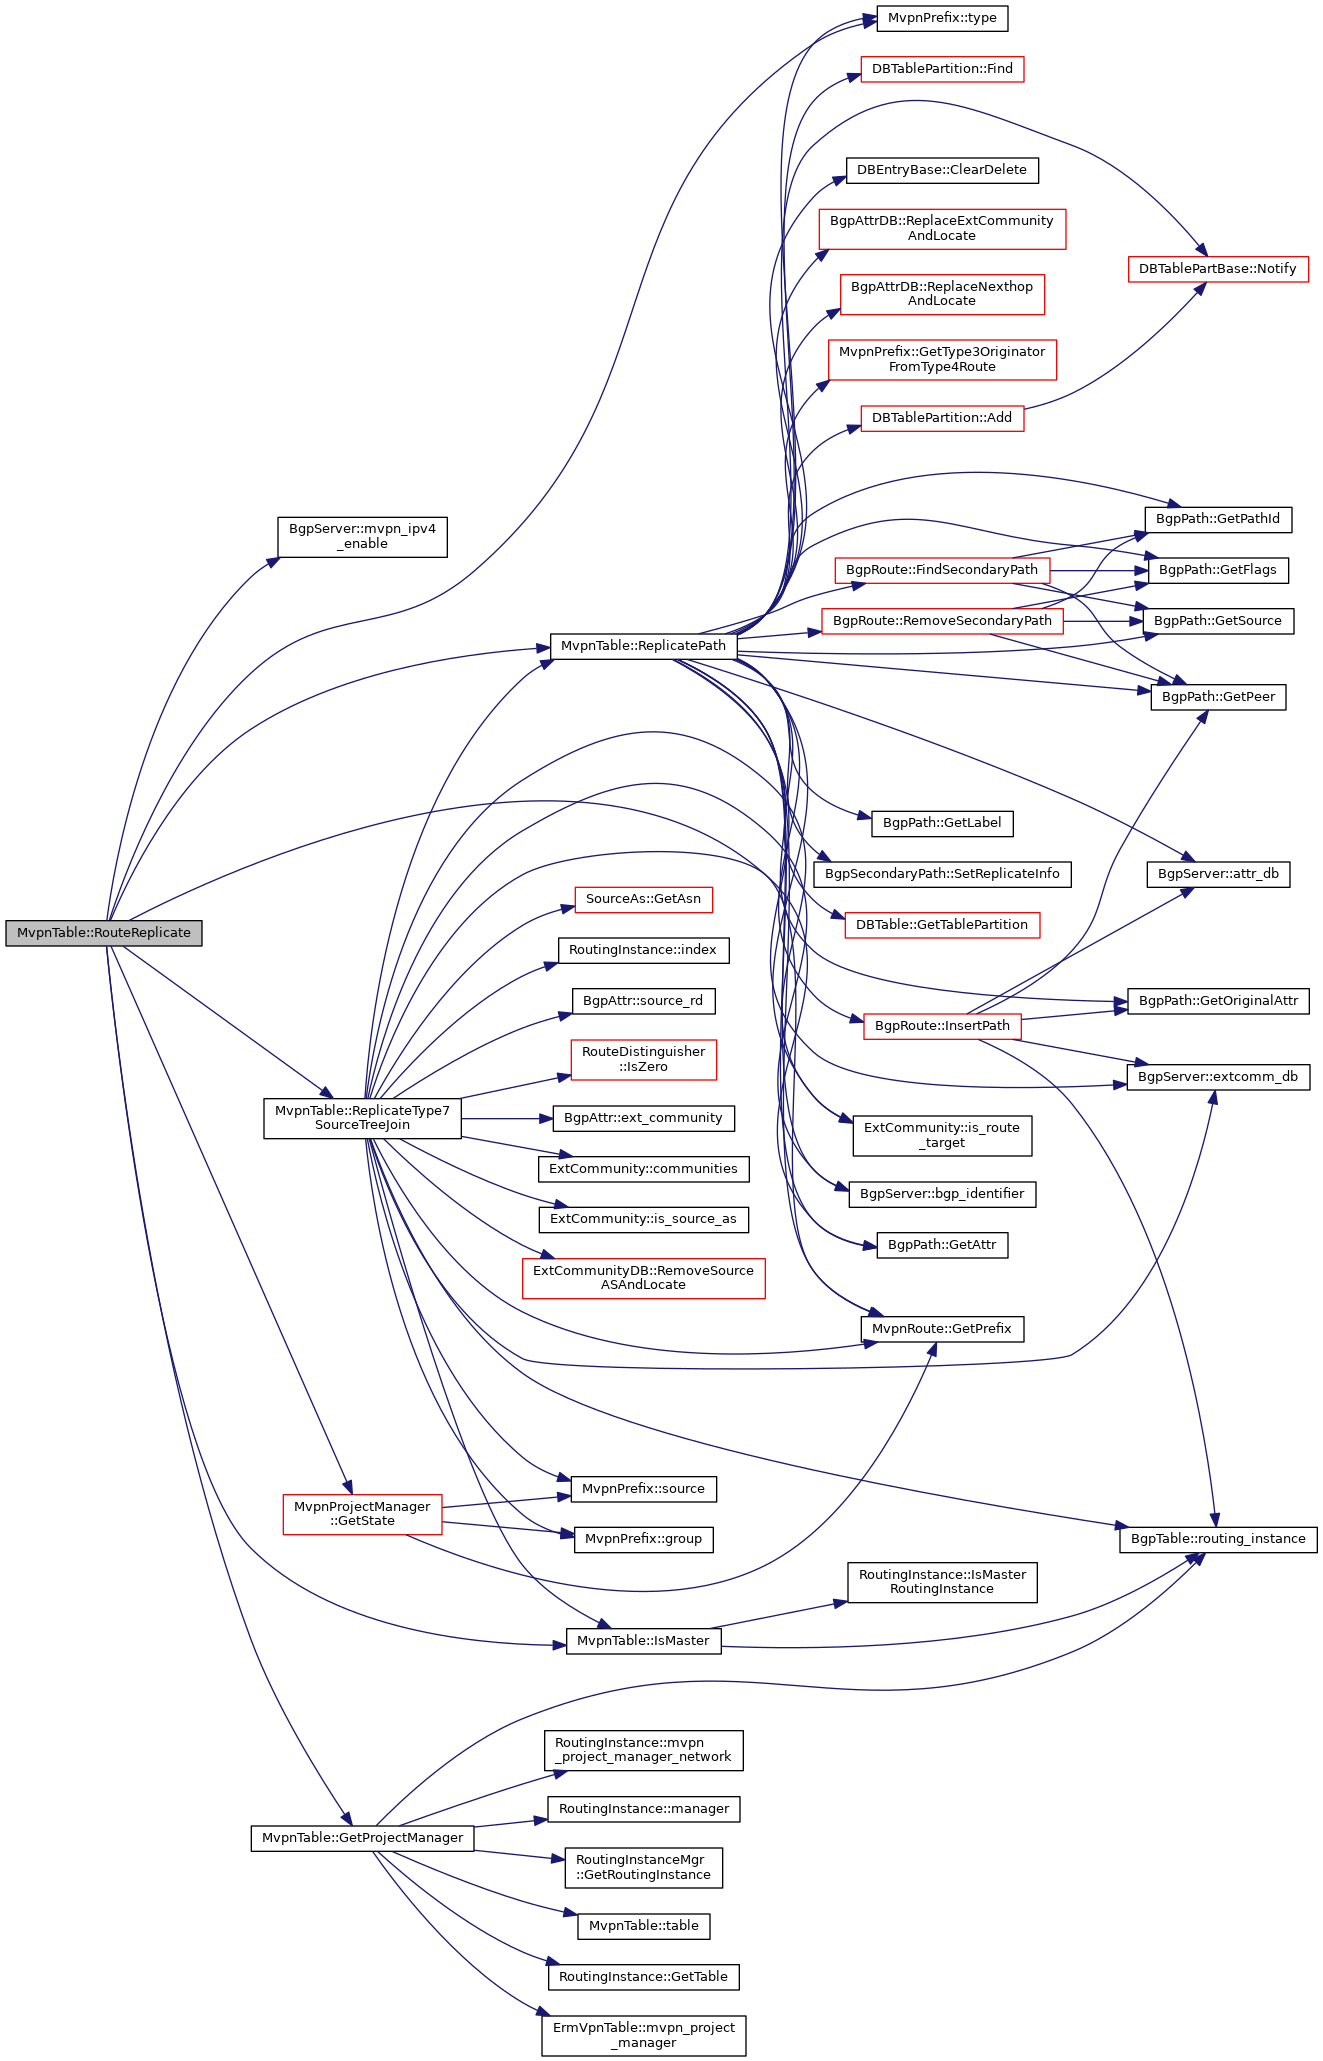 MvpnPrefix::type
DBTablePartition::Find
DBEntryBase::ClearDelete
BgpAttrDB::ReplaceExtCommunity
AndLocate
DBTablePartBase::Notify
BgpAttrDB::ReplaceNexthop
AndLocate
MvpnPrefix::GetType3Originator
FromType4Route
DBTablePartition::Add
BgpServer::mvpn_ipv4
_enable
BgpPath::GetPathId
BgpRoute::FindSecondaryPath
BgpPath::GetFlags
BgpRoute::RemoveSecondaryPath
BgpPath::GetSource
MvpnTable::ReplicatePath
BgpPath::GetPeer
BgpPath::GetLabel
BgpSecondaryPath::SetReplicateInfo
BgpServer::attr_db
SourceAs::GetAsn
DBTable::GetTablePartition
MvpnTable::RouteReplicate
RoutingInstance::index
BgpAttr::source_rd
BgpPath::GetOriginalAttr
BgpRoute::InsertPath
RouteDistinguisher
::IsZero
BgpServer::extcomm_db
MvpnTable::ReplicateType7
SourceTreeJoin
BgpAttr::ext_community
ExtCommunity::is_route
_target
ExtCommunity::communities
BgpServer::bgp_identifier
ExtCommunity::is_source_as
BgpPath::GetAttr
ExtCommunityDB::RemoveSource
ASAndLocate
MvpnRoute::GetPrefix
MvpnPrefix::source
MvpnProjectManager
::GetState
MvpnPrefix::group
BgpTable::routing_instance
RoutingInstance::IsMaster
RoutingInstance
MvpnTable::IsMaster
RoutingInstance::mvpn
_project_manager_network
RoutingInstance::manager
MvpnTable::GetProjectManager
RoutingInstanceMgr
::GetRoutingInstance
MvpnTable::table
RoutingInstance::GetTable
ErmVpnTable::mvpn_project
_manager